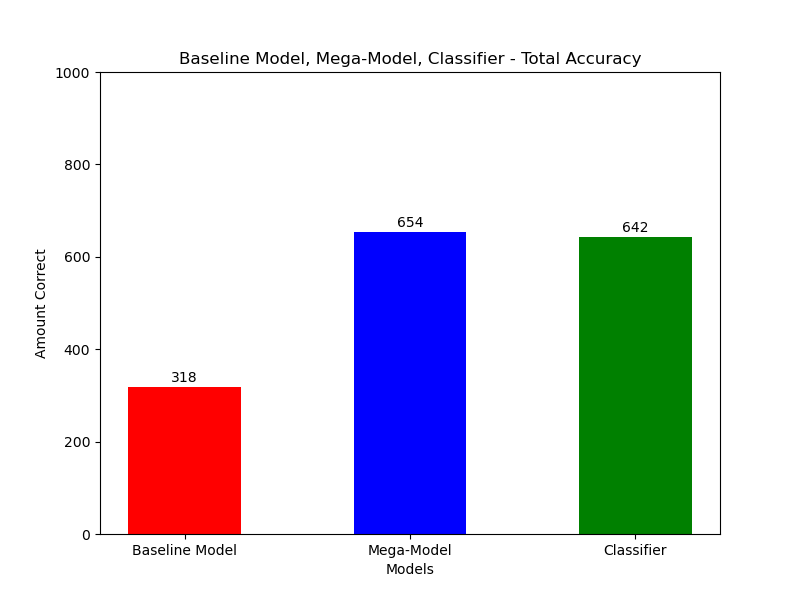 Baseline Model, Mega-Model, Classifier - Total Accuracy
1000
800
600
400
200
0
Amount Correct
318
654
642
Baseline Model
Mega-Model
Classifier
Models